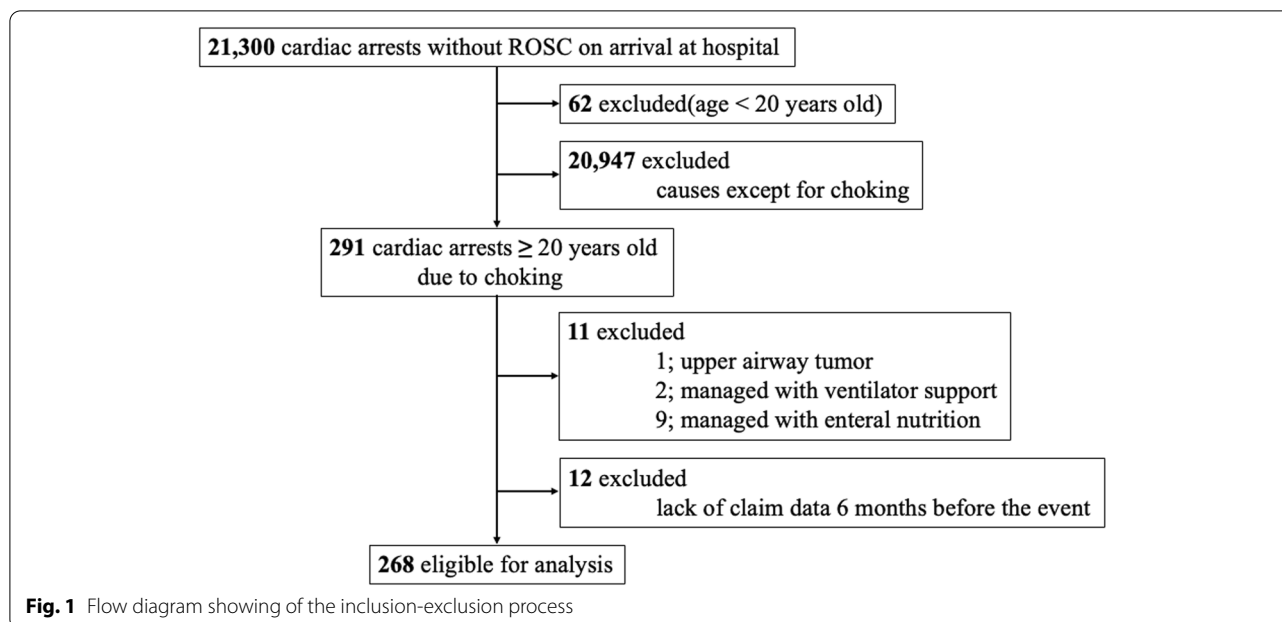 21,300 cardiac arrests without ROSC on arrival at hospital
62 excluded(age < 20 years old)
20,947 excluded
causes except for choking
291 cardiac arrests ≥ 20 years old
due to choking
11 excluded
1; upper airway tumor
2; managed with ventilator support
9; managed with enteral nutrition
12 excluded
lack of claim data 6 months before the event
268 eligible for analysis
Fig. 1 Flow diagram showing of the inclusion-exclusion process